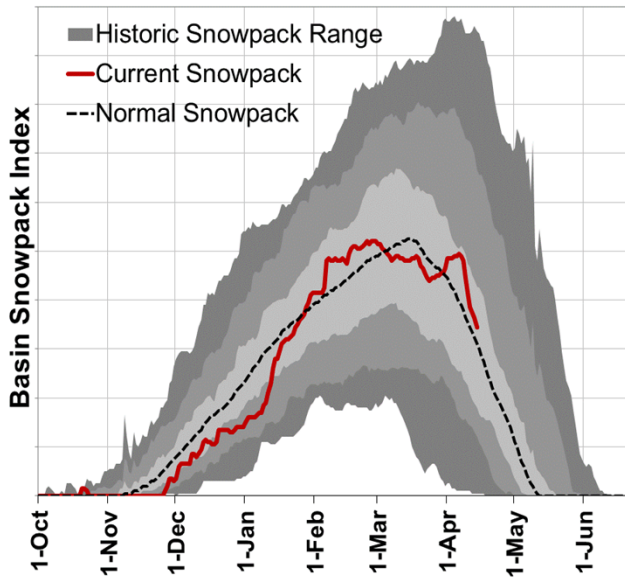 Historic Snowpack Range
Current Snowpack
Normal Snowpack
Basin Snowpack Index
1-Oct
1-Nov
1-Dec
1-Jan
1-Feb
1-Mar
1-Apr
1-May
1-Jun